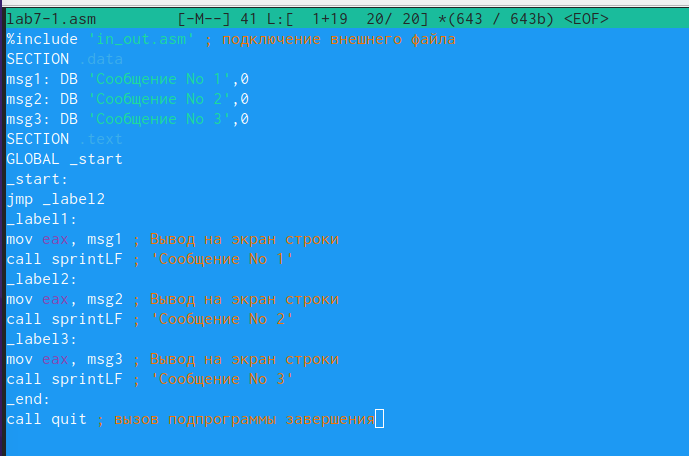 lab7-1.asm [-M--] 41 L:[ 1+19 20/ 20] *(643 / 643b) <EOF>
%include 'in_out.asm' ; подключение внешнего файла
SECTION .data
msg1: DB 'Сообщение No 1',0
msg2: DB 'Сообщение No 2',0
msg3: DB 'Сообщение No 3',0
SECTION .text
GLOBAL _start
_start:
jmp _label2
_label1:
mov eax, msg1 ; Вывод на экран строки
call sprintLF ; 'Сообщение No 1'
_label2:
mov eax, msg2 ; Вывод на экран строки
call sprintLF ; 'Сообщение No 2'
_label3:
mov eax, msg3 ; Вывод на экран строки
call sprintLF ; 'Сообщение No 3'
_end:
call quit ; вызов подпрограммы завершения